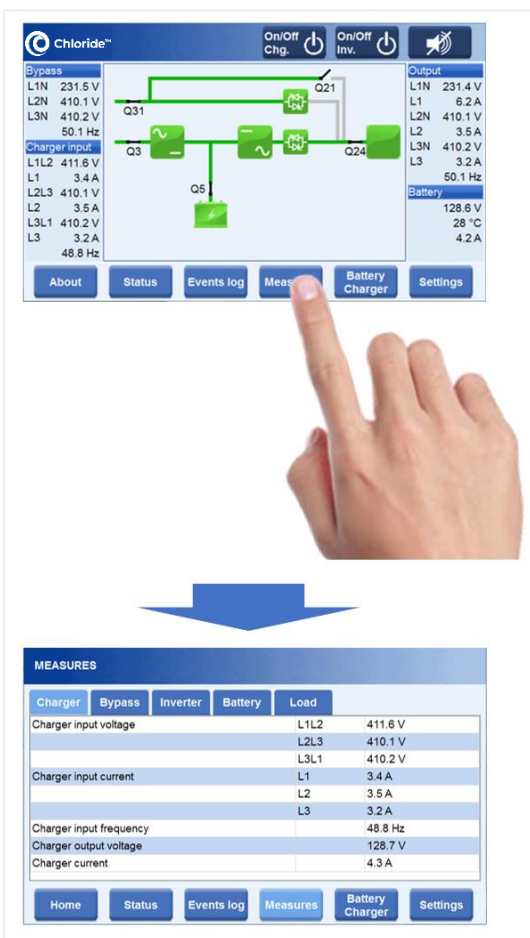 Chloride™
On/Off Chg.
On/Off Inv.
Bypass
L1N 231.5 V
L2N 410.1 V
L3N 410.2 V
50.1 Hz
Charger input
L1L2 411.6 V
L1 3.4 A
L2L3 410.1 V
L2 3.5 A
L3L1 410.2 V
L3 3.2 A
48.8 Hz
Q31
Q21
Q3
Q24
Q5
Output
L1N 231.4 V
L1 6.2 A
L2N 410.1 V
L2 3.5 A
L3N 410.2 V
L3 3.2 A
50.1 Hz
Battery
128.6 V
28 °C
4.2 A
About Status Events log Meas Battery Charger Settings
MEASURES
Charger Bypass Inverter Battery Load
Charger input voltage L1L2 411.6 V
L2L3 410.1 V
L3L1 410.2 V
Charger input current L1 3.4 A
L2 3.5 A
L3 3.2 A
Charger input frequency 48.8 Hz
Charger output voltage 128.7 V
Charger current 4.3 A
Home Status Events log Measures Battery Charger Settings